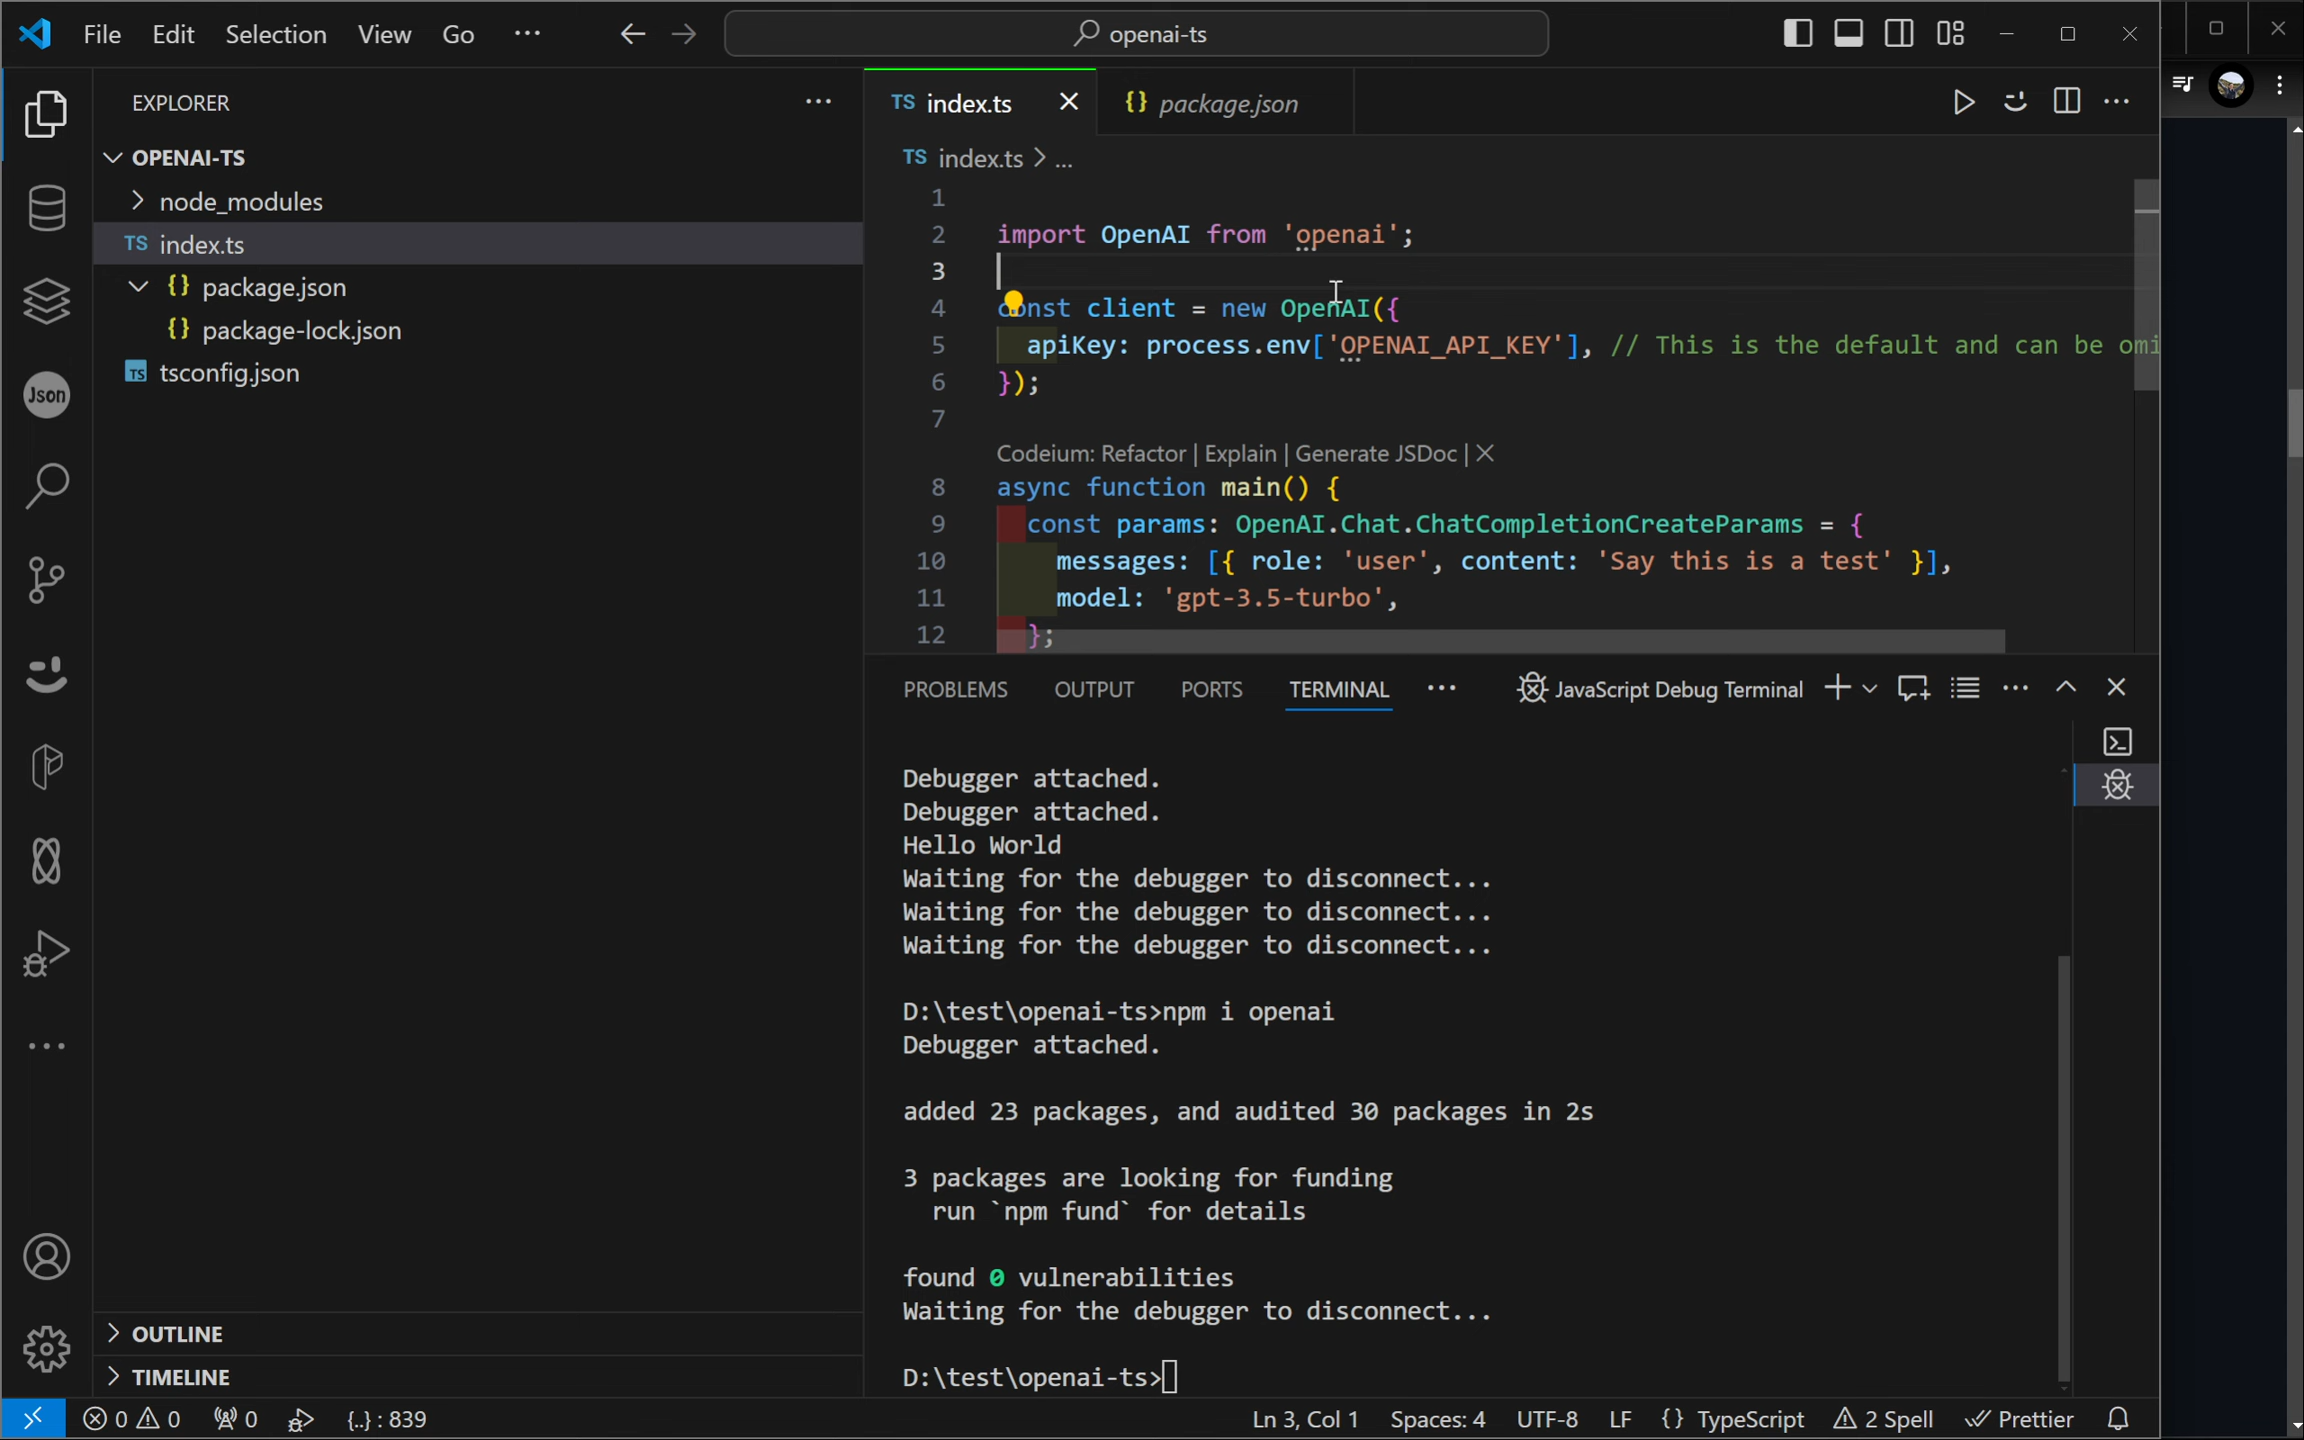 File Edit Selection View Go ···
openai-ts
EXPLORER
OPENAI-TS
node_modules
TS index.ts
{} package.json
{} package-lock.json
TS tsconfig.json
Json
OUTLINE
TIMELINE
TS index.ts
{} package.json
TS index.ts > ...
1
2 import OpenAI from 'openai';
3
4 const client = new OpenAI({
5 apiKey: process.env['OPENAI_API_KEY'], // This is the default and can be omi
6 });
7
Codeium: Refactor | Explain | Generate JSDoc | ✕
8 async function main() {
9 const params: OpenAI.Chat.ChatCompletionCreateParams = {
10 messages: [{ role: 'user', content: 'Say this is a test' }],
11 model: 'gpt-3.5-turbo',
12 };
PROBLEMS OUTPUT PORTS TERMINAL ··· JavaScript Debug Terminal
Debugger attached.
Debugger attached.
Hello World
Waiting for the debugger to disconnect...
Waiting for the debugger to disconnect...
Waiting for the debugger to disconnect...
D:\test\openai-ts>npm i openai
Debugger attached.
added 23 packages, and audited 30 packages in 2s
3 packages are looking for funding
run `npm fund` for details
found 0 vulnerabilities
Waiting for the debugger to disconnect...
D:\test\openai-ts>
0 0 0 {..} : 839 Ln 3, Col 1 Spaces: 4 UTF-8 LF {} TypeScript 2 Spell Prettier